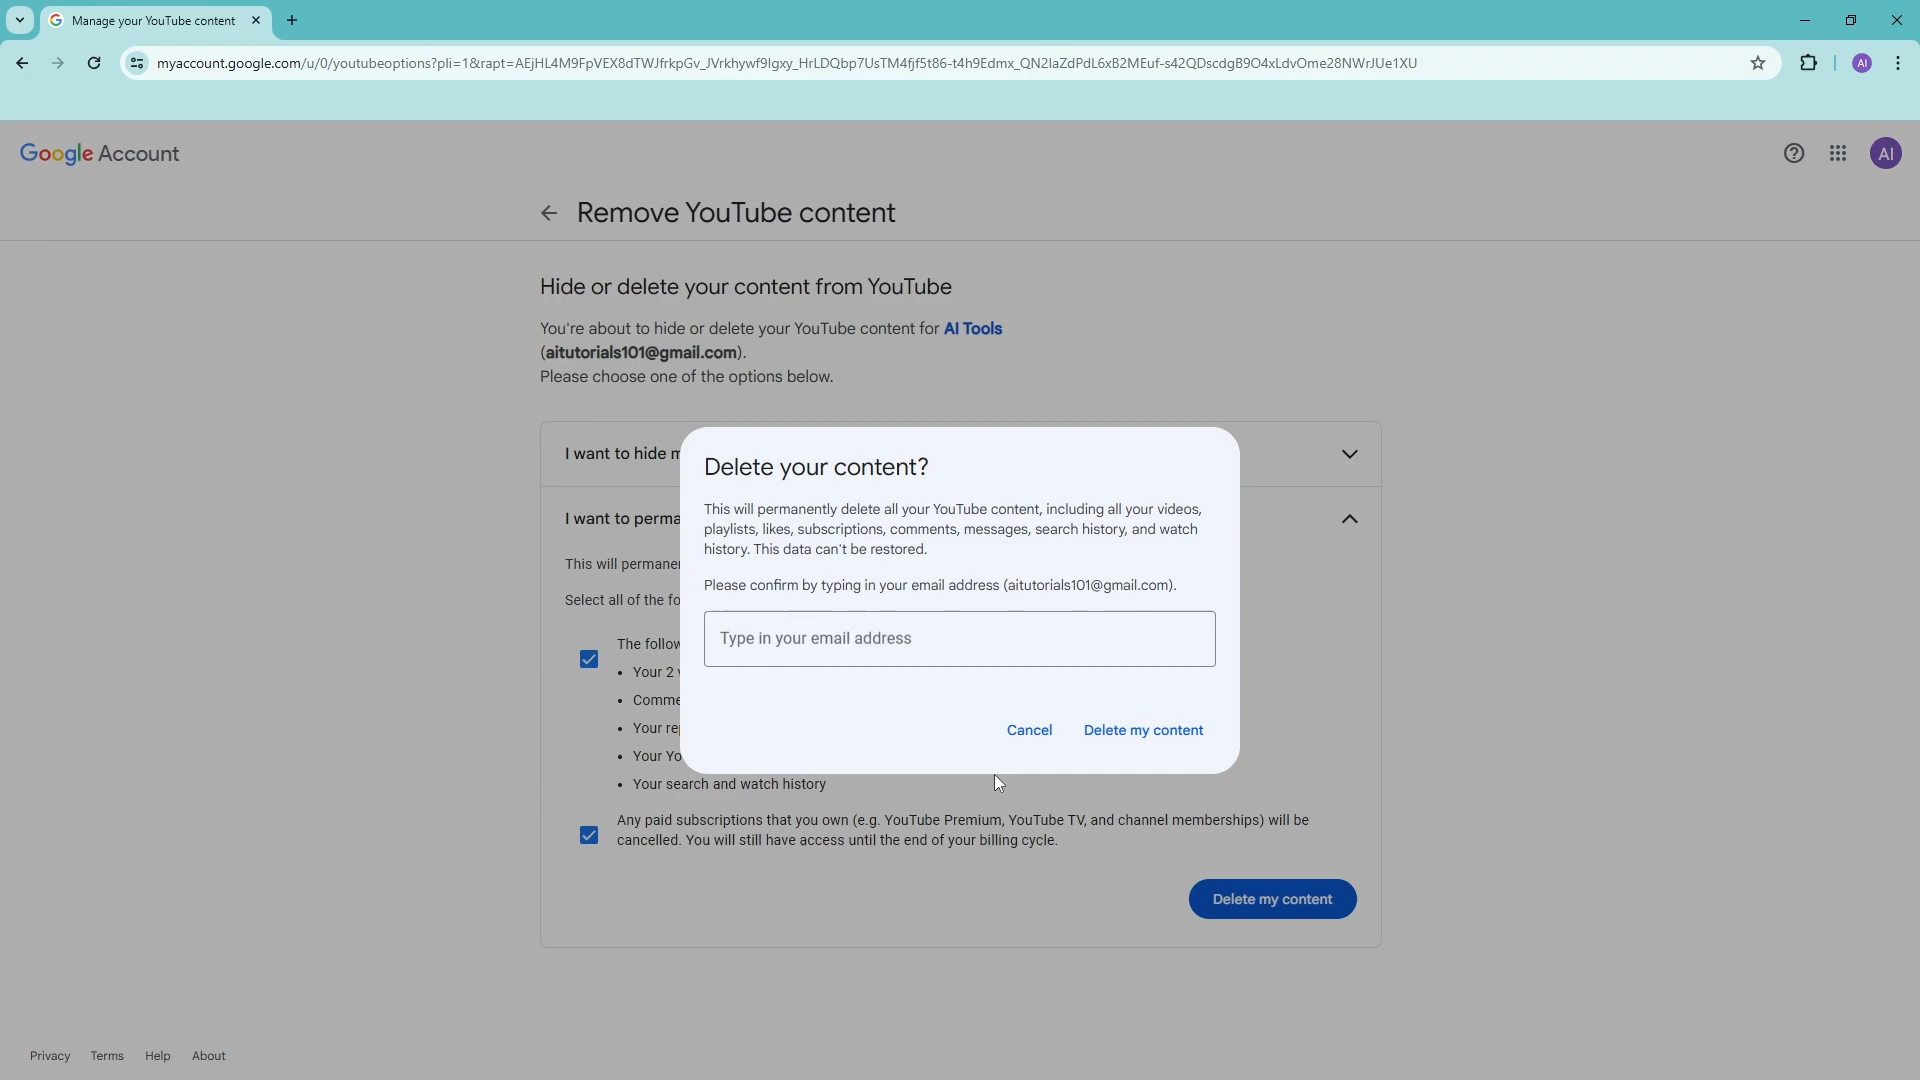 Manage your YouTube content
myaccount.google.com/u/0/youtubeoptions?pli=1&rapt=AEjHL4M9FpVEX8dTWJfrkpGv_JVrkhywf9Igxy_HrLDQbp7UsTM4fjf5t86-t4h9Edmx_QN2IaZdPdL6xB2MEuf-s42QDscdgB9O4xLdvOme28NWrJUe1XU
AI
Google Account
AI
Remove YouTube content
Hide or delete your content from YouTube
You're about to hide or delete your YouTube content for AI Tools
(aitutorials101@gmail.com).
Please choose one of the options below.
I want to hide m
I want to perma
This will permane
Select all of the fo
The follow
• Your 2 v
• Comme
• Your rep
• Your Yo
• Your search and watch history
Any paid subscriptions that you own (e.g. YouTube Premium, YouTube TV, and channel memberships) will be
cancelled. You will still have access until the end of your billing cycle.
Delete my content
Delete your content?
This will permanently delete all your YouTube content, including all your videos,
playlists, likes, subscriptions, comments, messages, search history, and watch
history. This data can't be restored.
Please confirm by typing in your email address (aitutorials101@gmail.com).
Type in your email address
Cancel
Delete my content
Privacy
Terms
Help
About